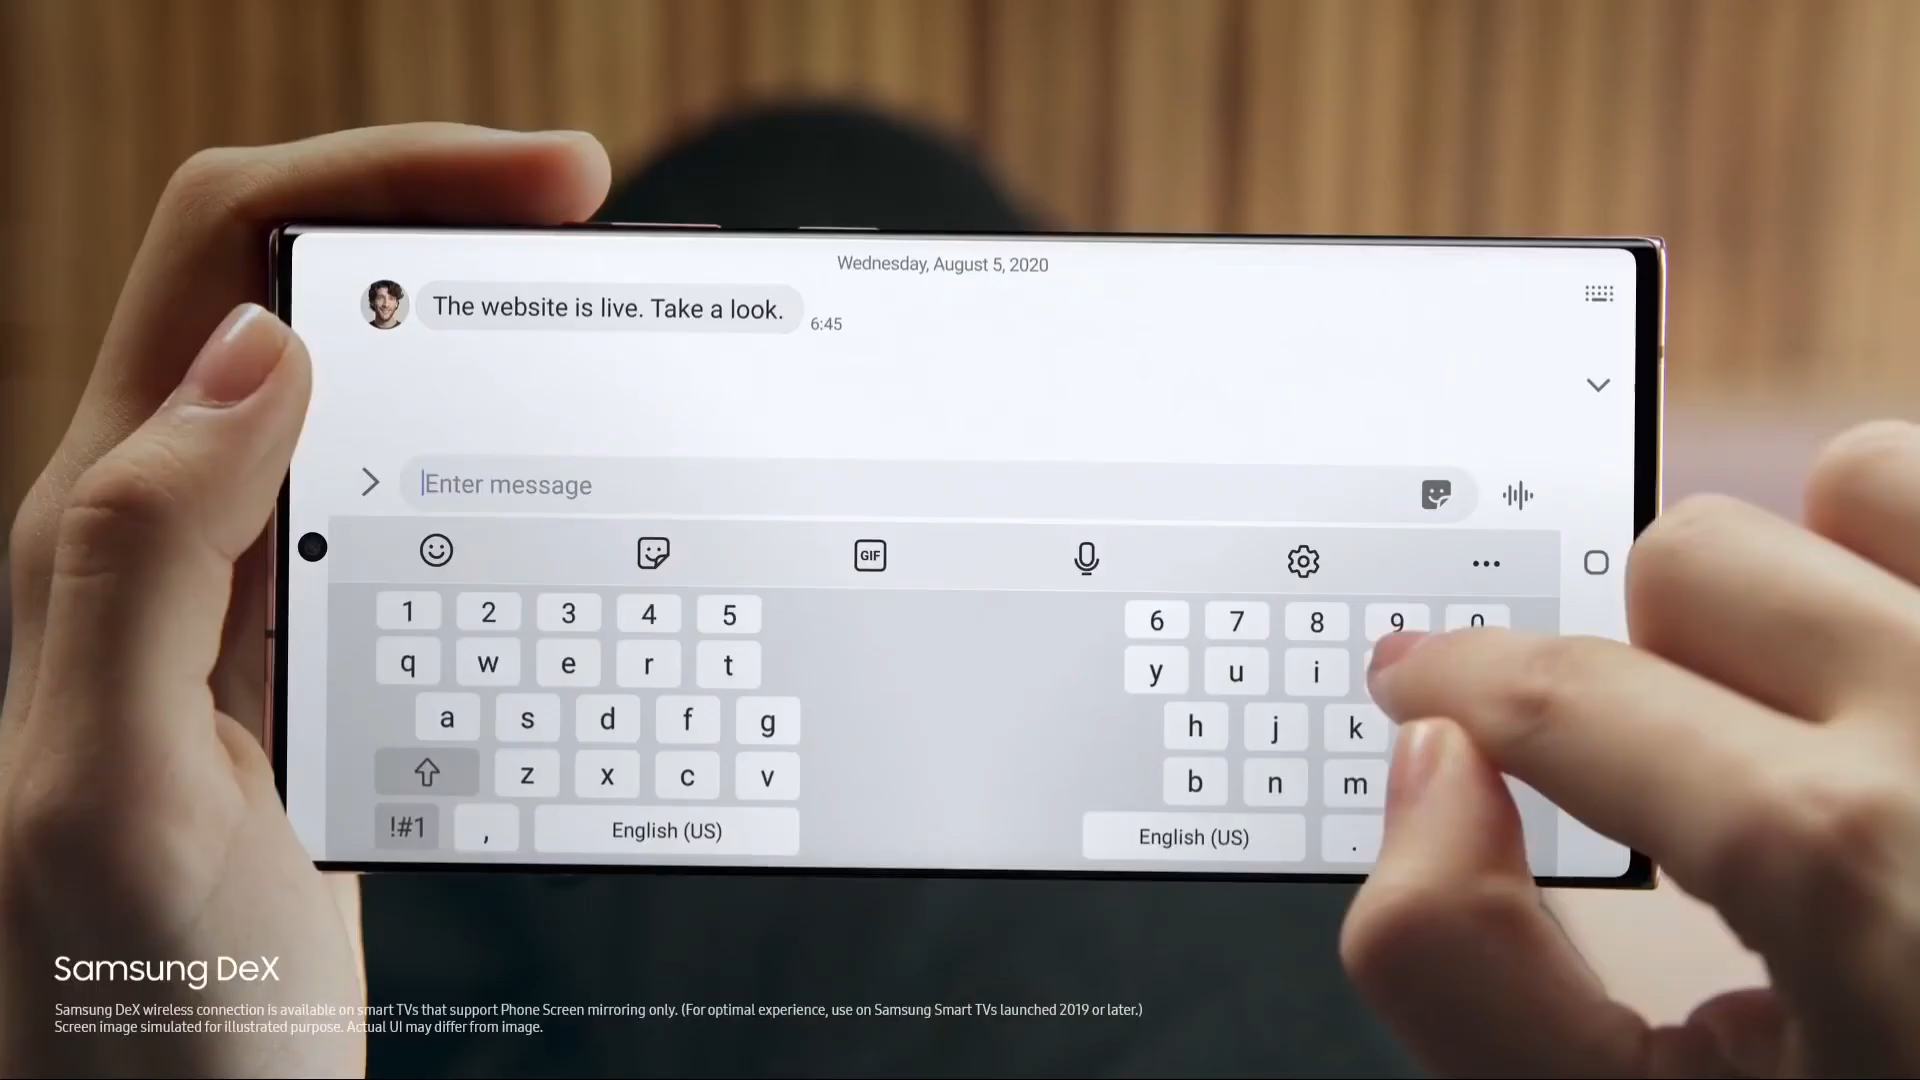 Wednesday, August 5, 2020
The website is live. Take a look.
6:45
Enter message
GIF
1 2 3 4 5 6 7 8 9 0
q w e r t y u i
a s d f g h j k
z x c v b n m
!#1 , English (US) English (US) .
Samsung DeX
Samsung DeX wireless connection is available on smart TVs that support Phone Screen mirroring only. (For optimal experience, use on Samsung Smart TVs launched 2019 or later.)
Screen image simulated for illustrated purpose. Actual UI may differ from image.